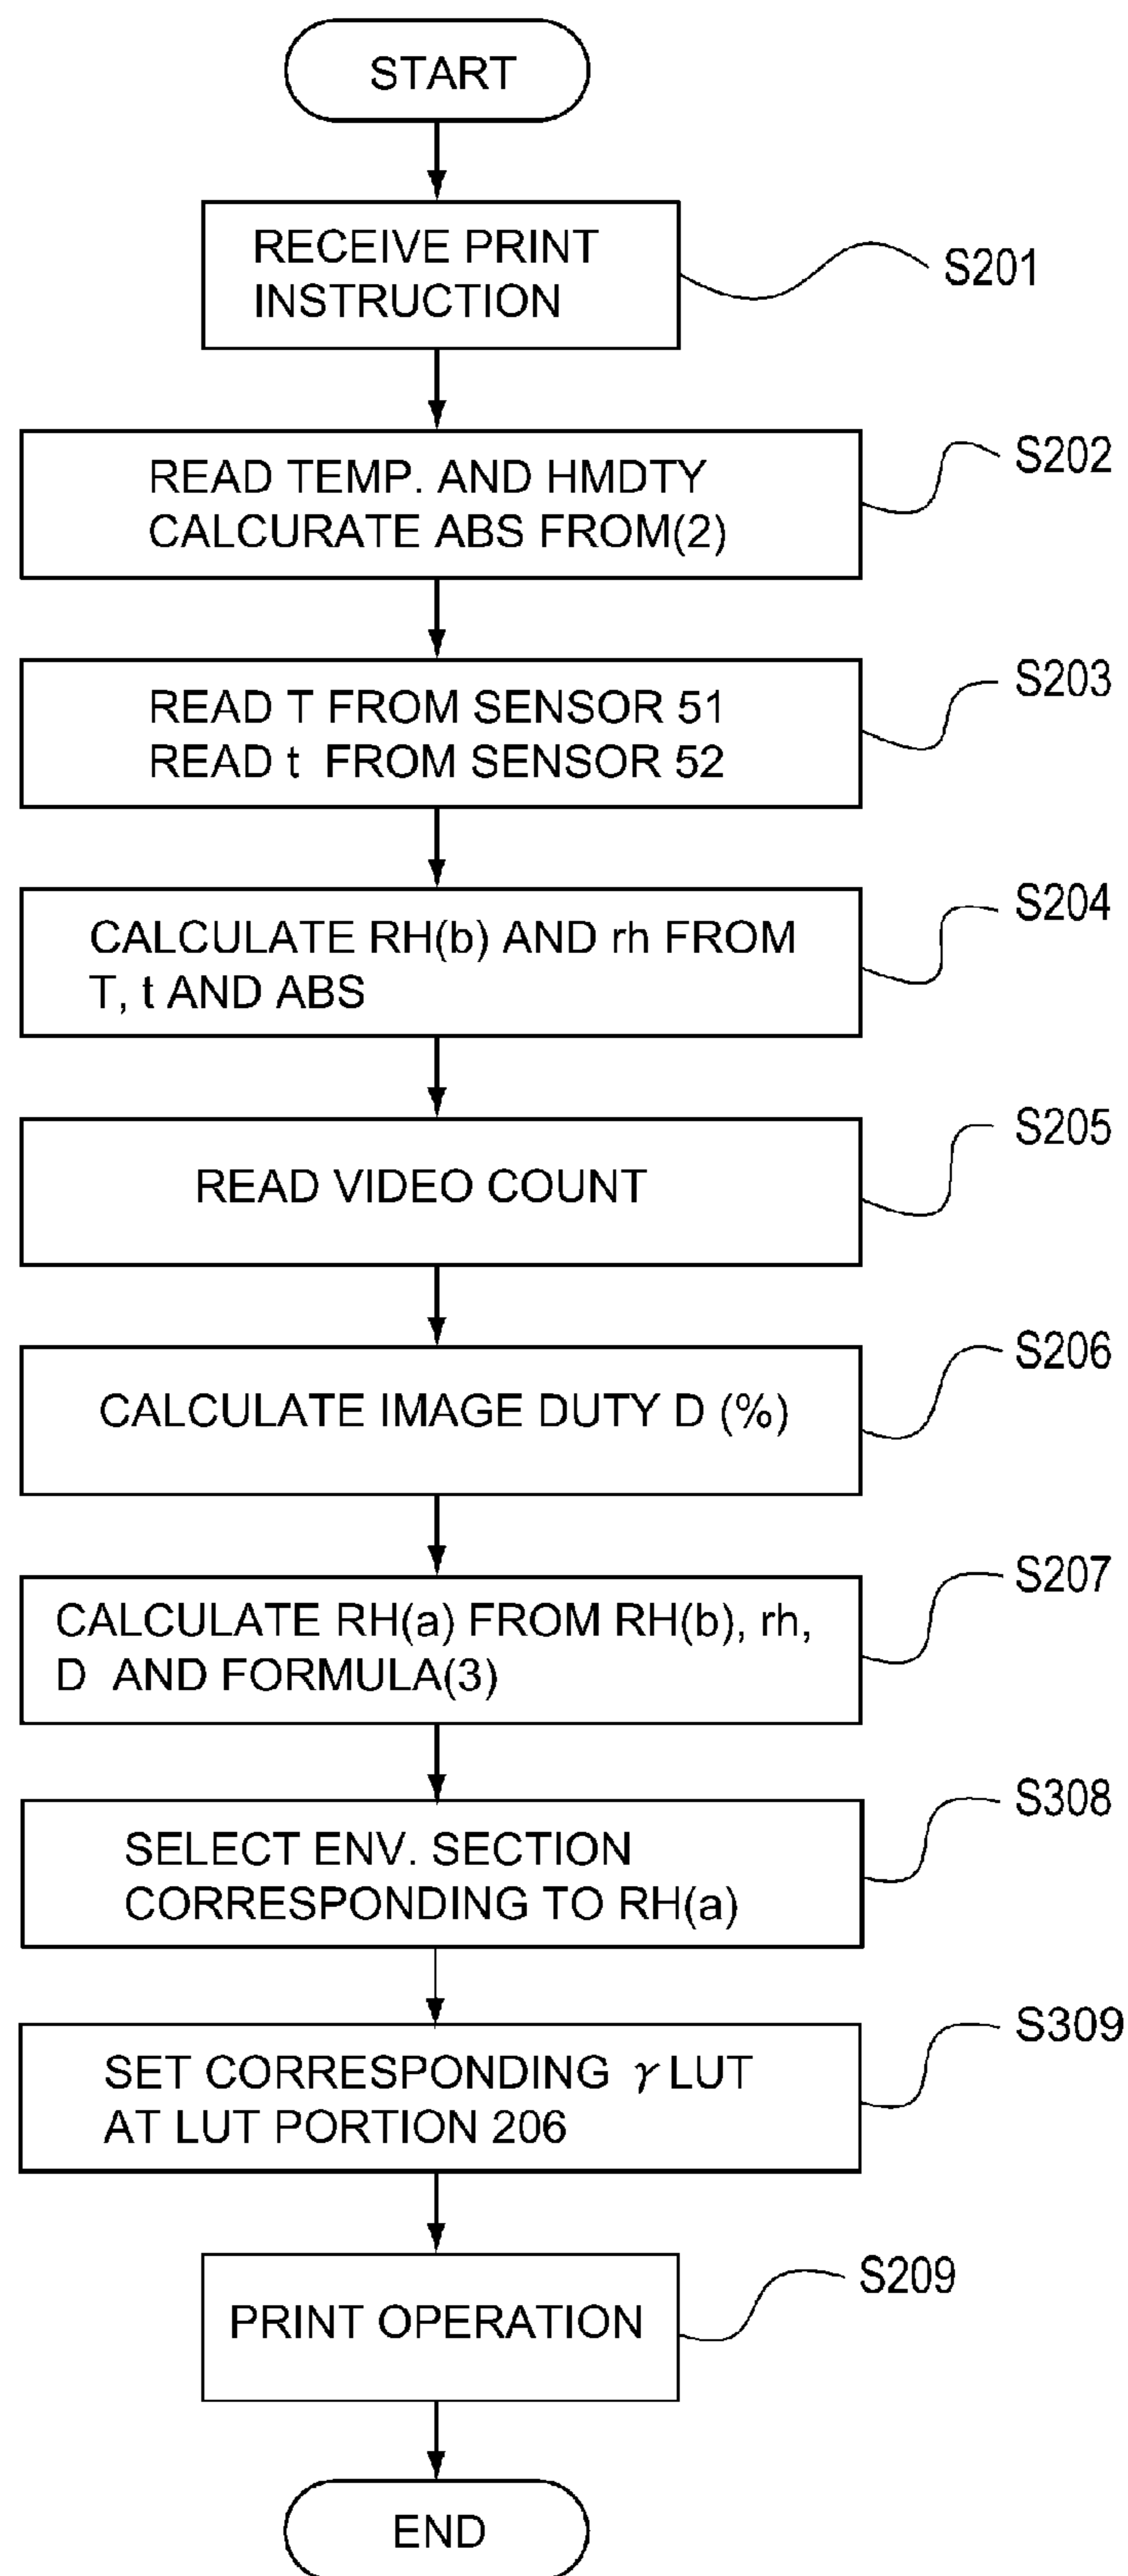 START
RECEIVE PRINT
INSTRUCTION
S201
READ TEMP. AND HMDTY
CALCURATE ABS FROM(2)
S202
READ T FROM SENSOR 51
READ t FROM SENSOR 52
S203
CALCULATE RH(b) AND rh FROM
T, t AND ABS
S204
READ VIDEO COUNT
S205
CALCULATE IMAGE DUTY D (%)
S206
CALCULATE RH(a) FROM RH(b), rh,
D AND FORMULA(3)
S207
SELECT ENV. SECTION
CORRESPONDING TO RH(a)
S308
SET CORRESPONDING γ LUT
AT LUT PORTION 206
S309
PRINT OPERATION
S209
END